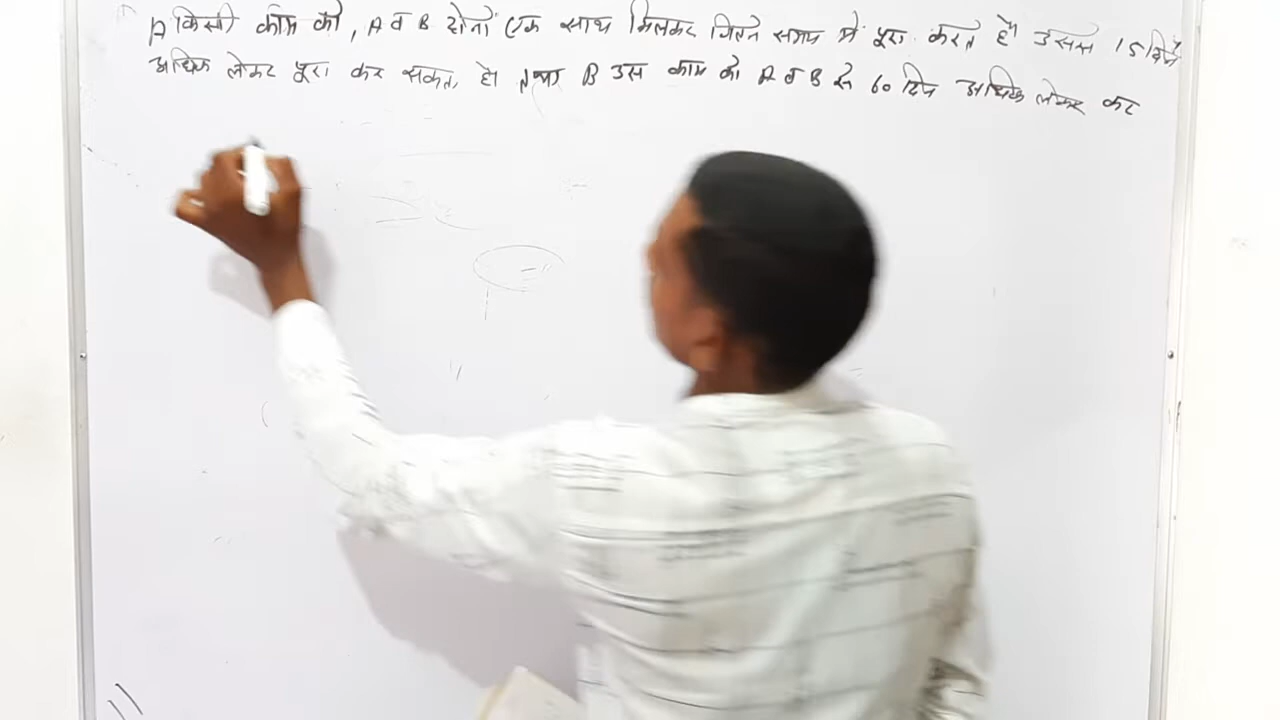 A किसी काम को , A व B दोनों एक साथ मिलकर जितने समय में पूरा करते हैं उससे 15 दिन
अधिक लेकर पूरा कर सकता है। तथा B उस काम को A व B से 60 दिन अधिक लेकर कर